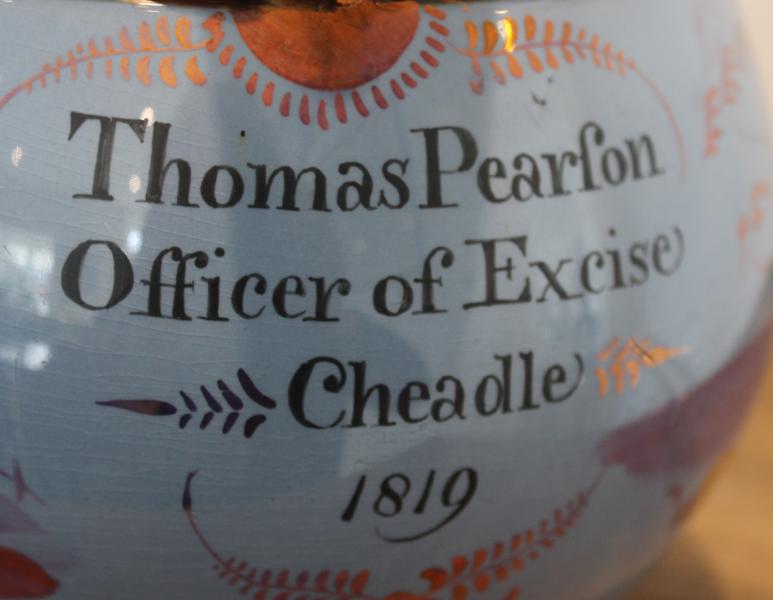 Thomas Pearſon
Officer of Excise
Cheadle
1819